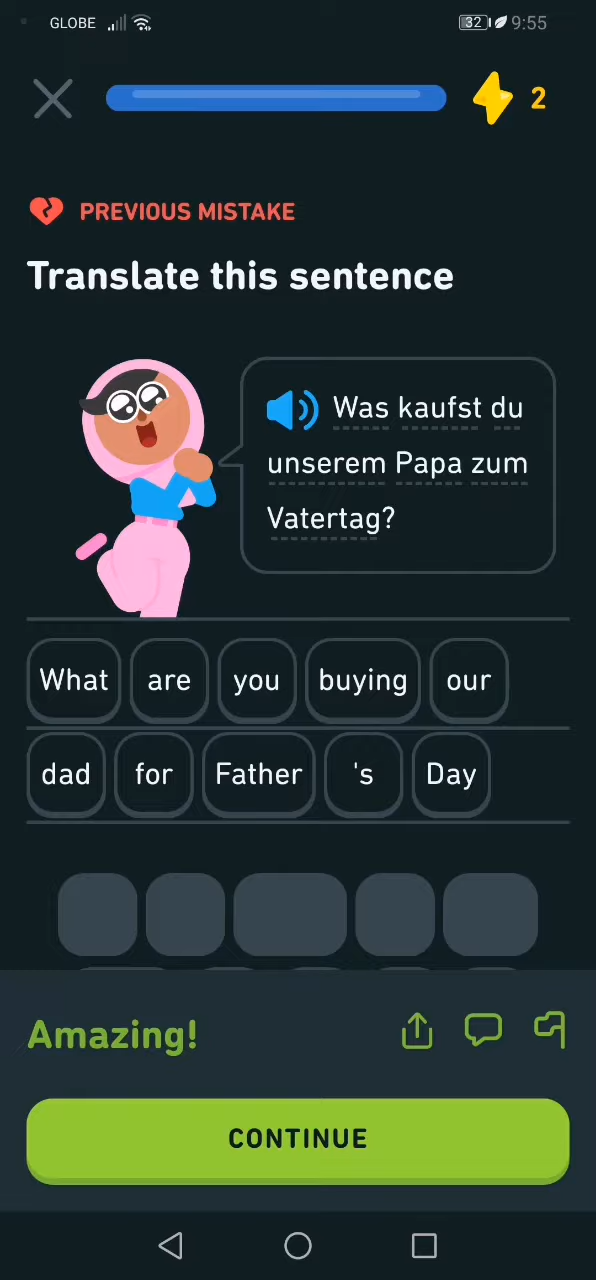 GLOBE 32 9:55
2
PREVIOUS MISTAKE
Translate this sentence
Was kaufst du
unserem Papa zum
Vatertag?
What are you buying our
dad for Father 's Day
Amazing!
CONTINUE